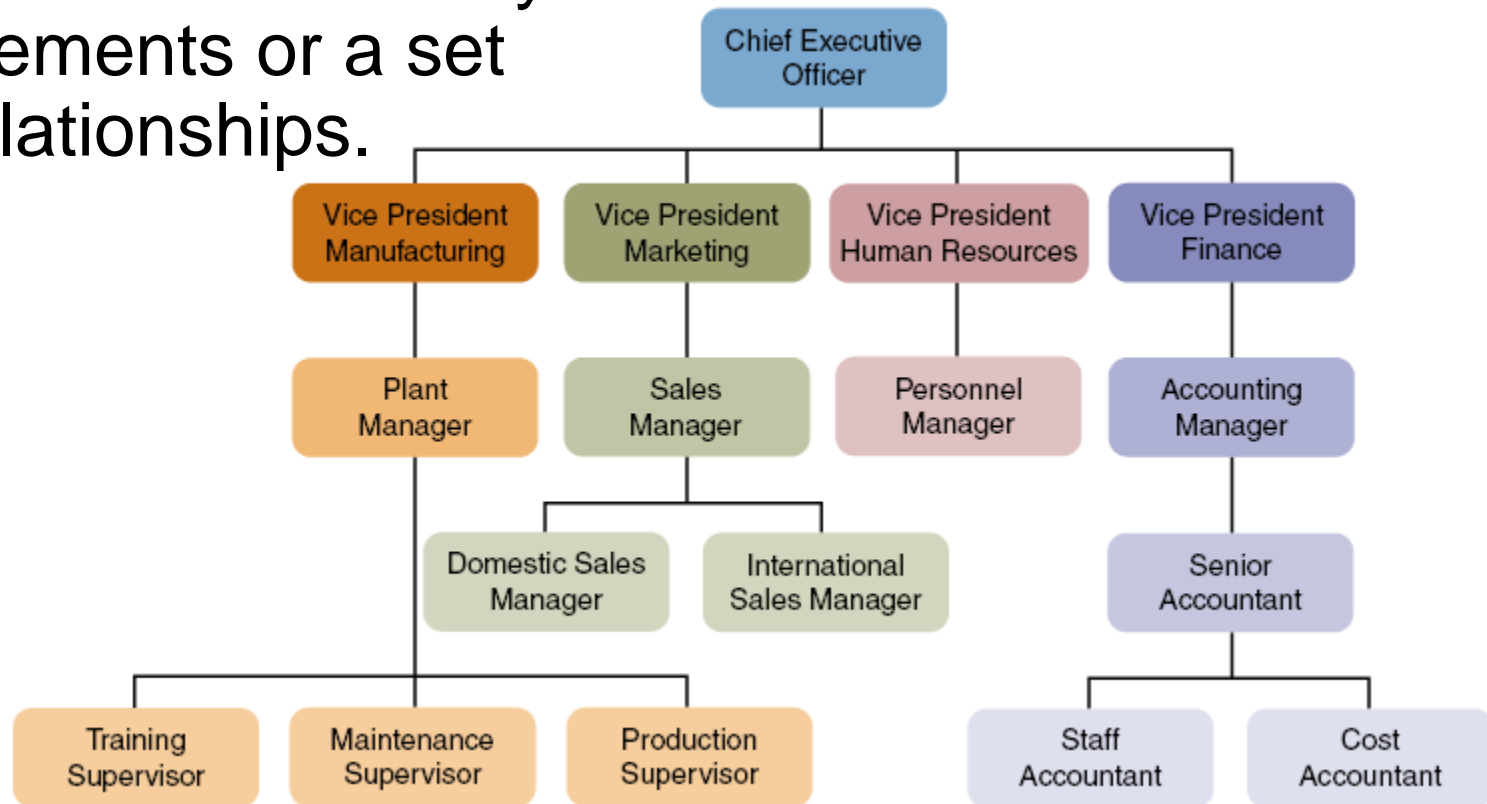 ements or a set
lationships.
Chief Executive
Officer
Vice President
Manufacturing
Vice President
Marketing
Vice President
Human Resources
Vice President
Finance
Plant
Manager
Sales
Manager
Personnel
Manager
Accounting
Manager
Domestic Sales
Manager
International
Sales Manager
Senior
Accountant
Training
Supervisor
Maintenance
Supervisor
Production
Supervisor
Staff
Accountant
Cost
Accountant